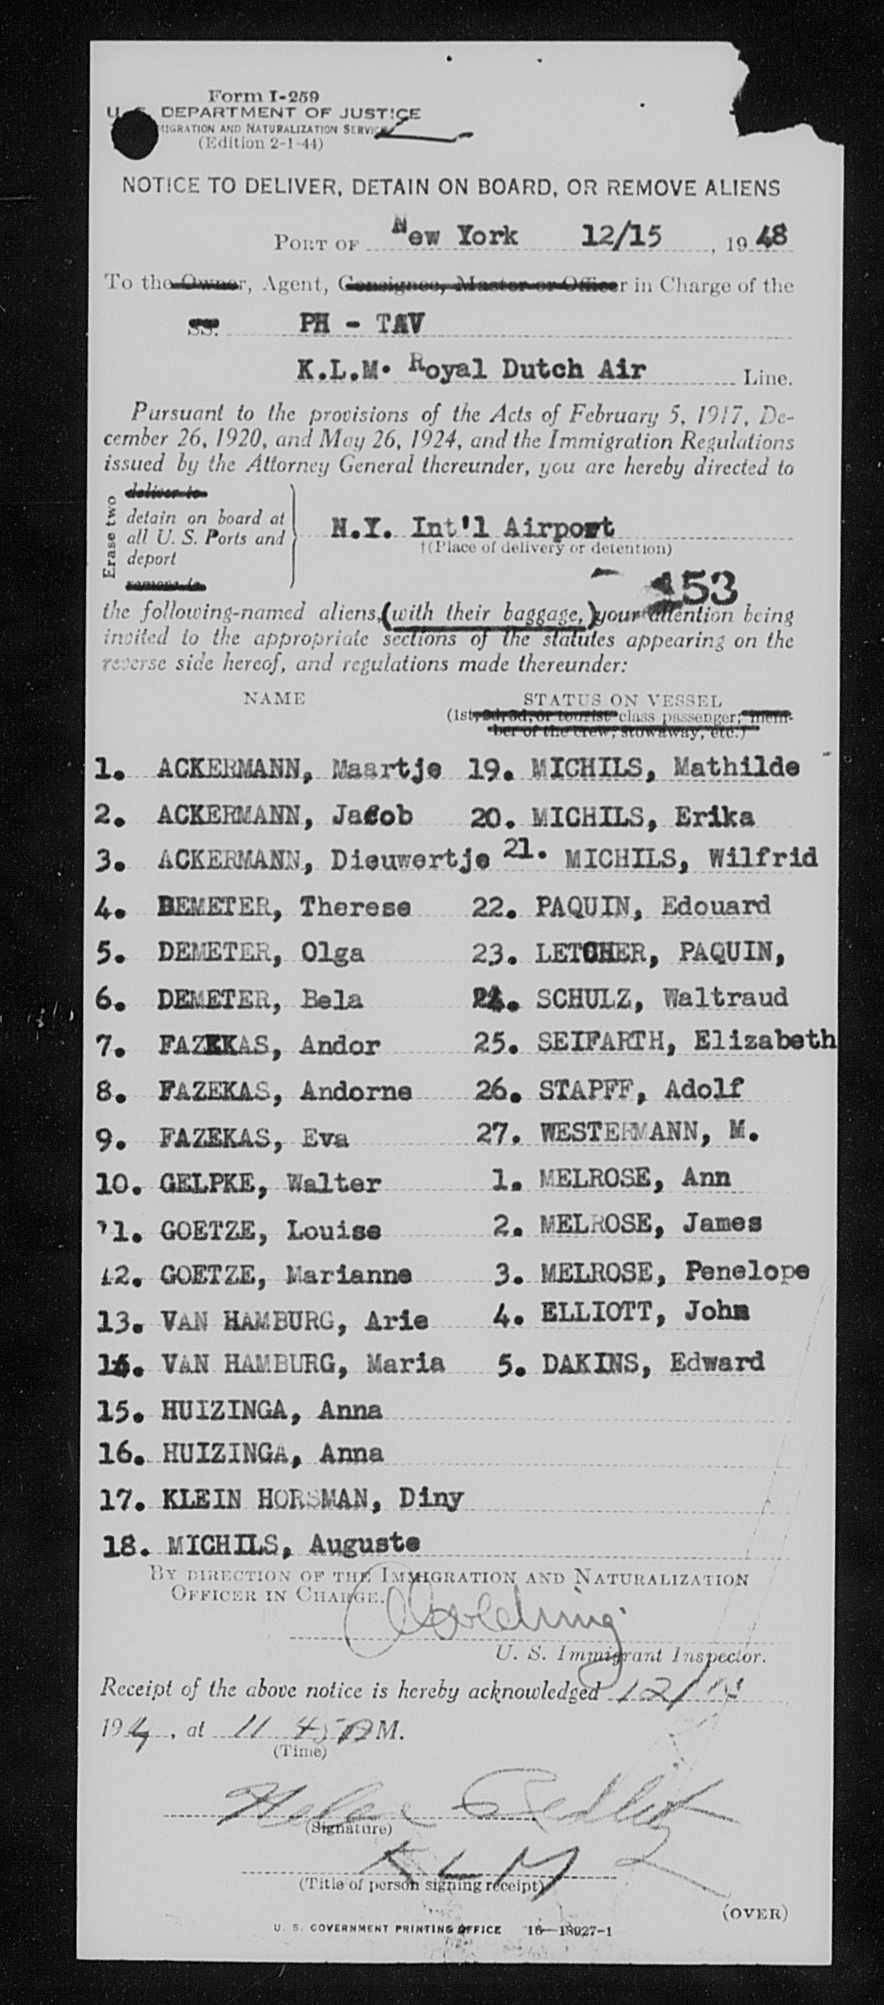 Form I-259
U. S. DEPARTMENT OF JUSTICE
IMMIGRATION AND NATURALIZATION SERVICE
(Edition 2-1-44)
NOTICE TO DELIVER, DETAIN ON BOARD, OR REMOVE ALIENS
PORT OF New York 12/15, 1948
To the Owner, Agent, Consignee, Master or Officer in Charge of the
SS. PH - TAV
K.L.M. Royal Dutch Air Line.
Pursuant to the provisions of the Acts of February 5, 1917, De-
cember 26, 1920, and May 26, 1924, and the Immigration Regulations
issued by the Attorney General thereunder, you are hereby directed to
Erase two
deliver to
detain on board at
all U. S. Ports and
deport
remove to
N.Y. Int'l Airport
†(Place of delivery or detention)
153
the following-named aliens, (with their baggage,) your attention being
invited to the appropriate sections of the statutes appearing on the
reverse side hereof, and regulations made thereunder:
NAME
STATUS ON VESSEL
(1st, 2d, 3d, or tourist class passenger, mem-
ber of the crew, stowaway, etc.)
1. ACKERMANN, Maartje
2. ACKERMANN, Jacob
3. ACKERMANN, Dieuwertje
4. DEMETER, Therese
5. DEMETER, Olga
6. DEMETER, Bela
7. FAZEKAS, Andor
8. FAZEKAS, Andorne
9. FAZEKAS, Eva
10. GELPKE, Walter
11. GOETZE, Louise
12. GOETZE, Marianne
13. VAN HAMBURG, Arie
14. VAN HAMBURG, Maria
15. HUIZINGA, Anna
16. HUIZINGA, Anna
17. KLEIN HORSMAN, Diny
18. MICHILS, Auguste
19. MICHILS, Mathilde
20. MICHILS, Erika
21. MICHILS, Wilfrid
22. PAQUIN, Edouard
23. LETCHER, PAQUIN,
24. SCHULZ, Waltraud
25. SEIFARTH, Elizabeth
26. STAPFF, Adolf
27. WESTERMANN, M.
1. MELROSE, Ann
2. MELROSE, James
3. MELROSE, Penelope
4. ELLIOTT, John
5. DAKINS, Edward
BY DIRECTION OF THE IMMIGRATION AND NATURALIZATION
OFFICER IN CHARGE.
U. S. Immigrant Inspector.
Receipt of the above notice is hereby acknowledged 12/
194, at 11 45 AM.
(Time)
Helen
(Signature)
KLM
(Title of person signing receipt)
(OVER)
U. S. GOVERNMENT PRINTING OFFICE 16—18027-1